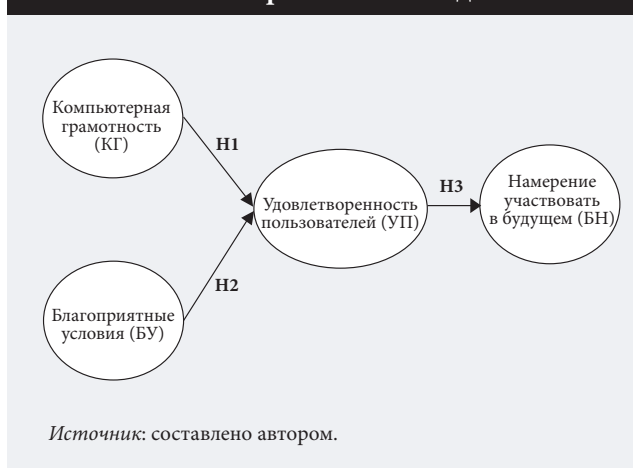 Компьютерная
грамотность
(КГ)
H1
Удовлетворенность
пользователей (УП)
H3
Намерение
участвовать
в будущем (БН)
H2
Благоприятные
условия (БУ)
Источник: составлено автором.